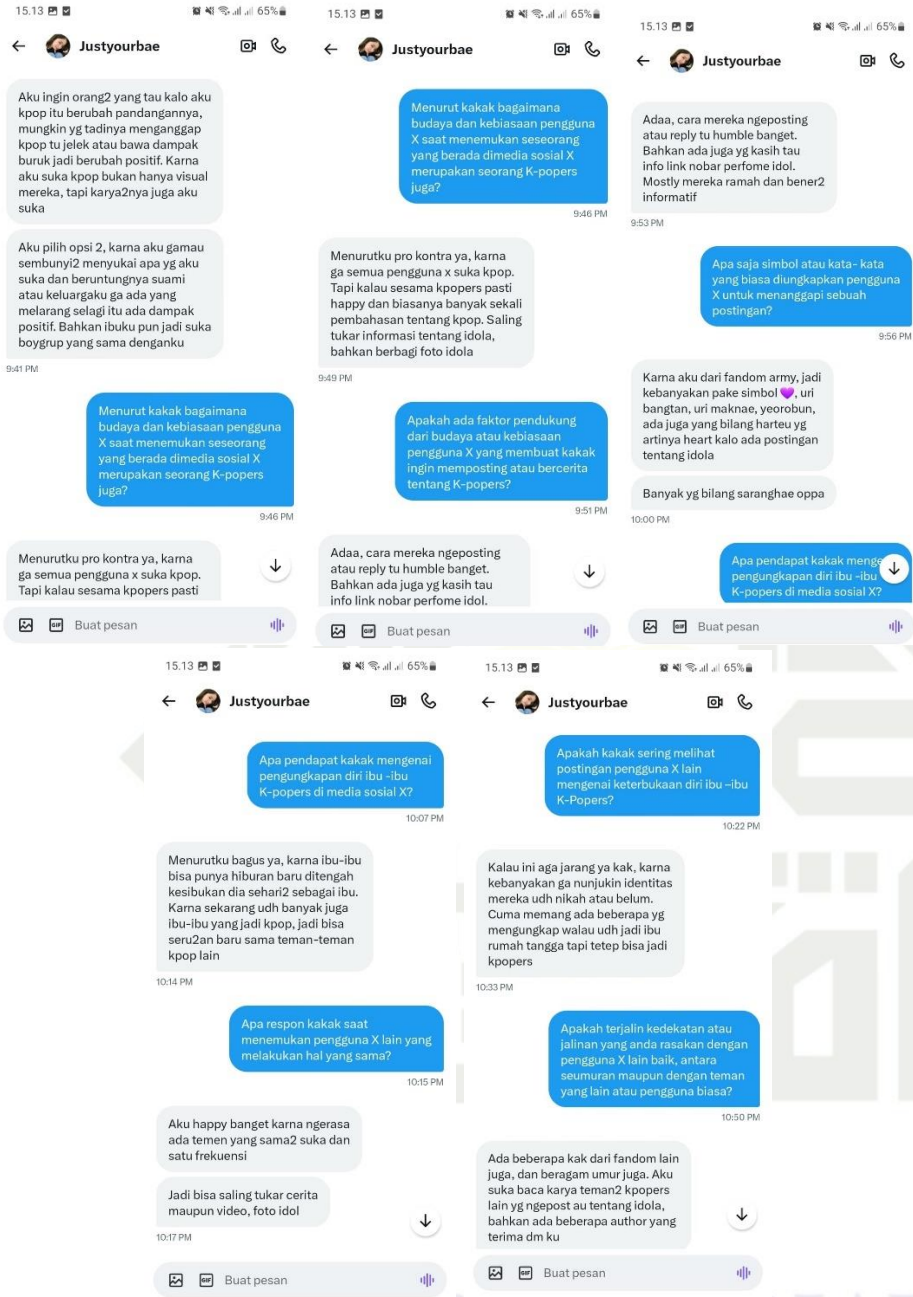 15.13
65%
Justyourbae
Aku ingin orang2 yang tau kalo aku
kpop itu berubah pandangannya,
mungkin yg tadinya menganggap
kpop tu jelek atau bawa dampak
buruk jadi berubah positif. Karna
aku suka kpop bukan hanya visual
mereka, tapi karya2nya juga aku
suka
Aku pilih opsi 2, karna aku gamau
sembunyi2 menyukai apa yg aku
suka dan beruntungnya suami
atau keluargaku ga ada yang
melarang selagi itu ada dampak
positif. Bahkan ibuku pun jadi suka
boygrup yang sama denganku
9:41 PM
Menurut kakak bagaimana
budaya dan kebiasaan pengguna
X saat menemukan seseorang
yang berada dimedia sosial X
merupakan seorang K-popers
juga?
9:46 PM
Menurutku pro kontra ya, karna
ga semua pengguna x suka kpop.
Tapi kalau sesama kpopers pasti
GIF
Buat pesan
15.13
65%
Justyourbae
Menurut kakak bagaimana
budaya dan kebiasaan pengguna
X saat menemukan seseorang
yang berada dimedia sosial X
merupakan seorang K-popers
juga?
9:46 PM
Menurutku pro kontra ya, karna
ga semua pengguna x suka kpop.
Tapi kalau sesama kpopers pasti
happy dan biasanya banyak sekali
pembahasan tentang kpop. Saling
tukar informasi tentang idola,
bahkan berbagi foto idola
9:49 PM
Apakah ada faktor pendukung
dari budaya atau kebiasaan
pengguna X yang membuat kakak
ingin memposting atau bercerita
tentang K-popers?
9:51 PM
Adaa, cara mereka ngeposting
atau reply tu humble banget.
Bahkan ada juga yg kasih tau
info link nobar perfome idol.
GIF
Buat pesan
15.13
65%
Justyourbae
Adaa, cara mereka ngeposting
atau reply tu humble banget.
Bahkan ada juga yg kasih tau
info link nobar perfome idol.
Mostly mereka ramah dan bener2
informatif
9:53 PM
Apa saja simbol atau kata- kata
yang biasa diungkapkan pengguna
X untuk menanggapi sebuah
postingan?
9:56 PM
Karna aku dari fandom army, jadi
kebanyakan pake simbol 💜, uri
bangtan, uri maknae, yeorobun,
ada juga yang bilang harteu yg
artinya heart kalo ada postingan
tentang idola
Banyak yg bilang saranghae oppa
10:00 PM
Apa pendapat kakak menge
pengungkapan diri ibu -ibu
K-popers di media sosial X?
GIF
Buat pesan
15.13
65%
Justyourbae
Apa pendapat kakak mengenai
pengungkapan diri ibu -ibu
K-popers di media sosial X?
10:07 PM
Menurutku bagus ya, karna ibu-ibu
bisa punya hiburan baru ditengah
kesibukan dia sehari2 sebagai ibu.
Karna sekarang udh banyak juga
ibu-ibu yang jadi kpop, jadi bisa
seru2an baru sama teman-teman
kpop lain
10:14 PM
Apa respon kakak saat
menemukan pengguna X lain yang
melakukan hal yang sama?
10:15 PM
Aku happy banget karna ngerasa
ada temen yang sama2 suka dan
satu frekuensi
Jadi bisa saling tukar cerita
maupun video, foto idol
10:17 PM
GIF
Buat pesan
15.13
65%
Justyourbae
Apakah kakak sering melihat
postingan pengguna X lain
mengenai keterbukaan diri ibu –ibu
K-Popers?
10:22 PM
Kalau ini aga jarang ya kak, karna
kebanyakan ga nunjukin identitas
mereka udh nikah atau belum.
Cuma memang ada beberapa yg
mengungkap walau udh jadi ibu
rumah tangga tapi tetep bisa jadi
kpopers
10:33 PM
Apakah terjalin kedekatan atau
jalinan yang anda rasakan dengan
pengguna X lain baik, antara
seumuran maupun dengan teman
yang lain atau pengguna biasa?
10:50 PM
Ada beberapa kak dari fandom lain
juga, dan beragam umur juga. Aku
suka baca karya teman2 kpopers
lain yg ngepost au tentang idola,
bahkan ada beberapa author yang
terima dm ku
GIF
Buat pesan